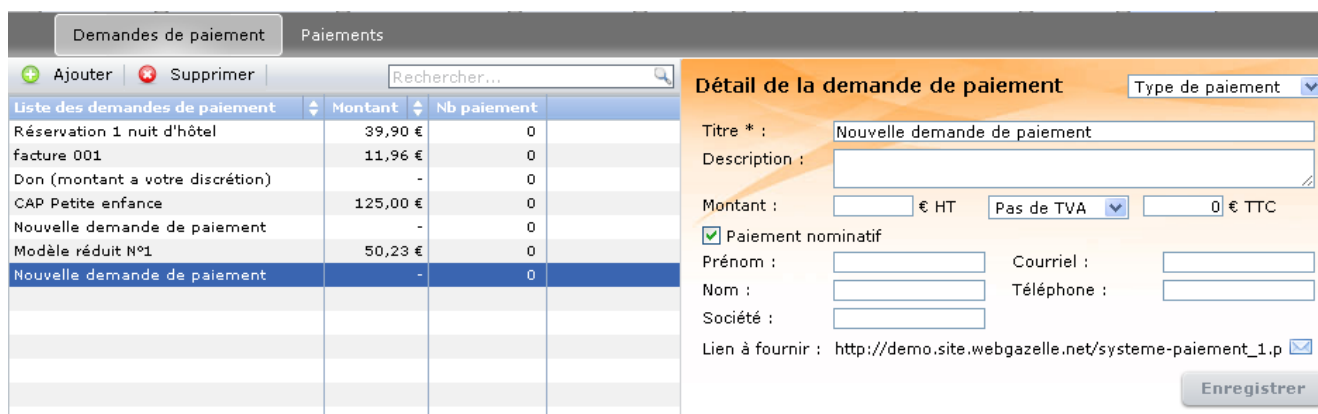 Demandes de paiement Paiements
Ajouter Supprimer Rechercher...
Liste des demandes de paiement Montant Nb paiement
Réservation 1 nuit d'hôtel 39,90 € 0
facture 001 11,96 € 0
Don (montant a votre discrétion) - 0
CAP Petite enfance 125,00 € 0
Nouvelle demande de paiement - 0
Modèle réduit Nº1 50,23 € 0
Nouvelle demande de paiement - 0
Détail de la demande de paiement Type de paiement
Titre * : Nouvelle demande de paiement
Description :
Montant : € HT Pas de TVA 0 € TTC
Paiement nominatif
Prénom : Courriel :
Nom : Téléphone :
Société :
Lien à fournir : http://demo.site.webgazelle.net/systeme-paiement_1.p
Enregistrer